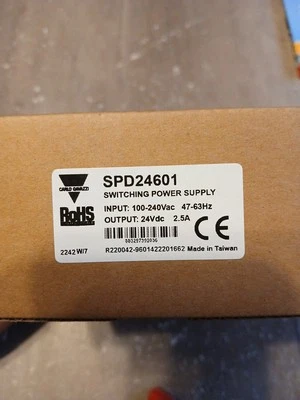 SPD24601
CARLO GAVAZZI
SWITCHING POWER SUPPLY
INPUT: 100-240Vac 47-63Hz
OUTPUT: 24Vdc 2.5A
RoHS
CE
2242 W/7
R220042-9601422201662 Made in Taiwan